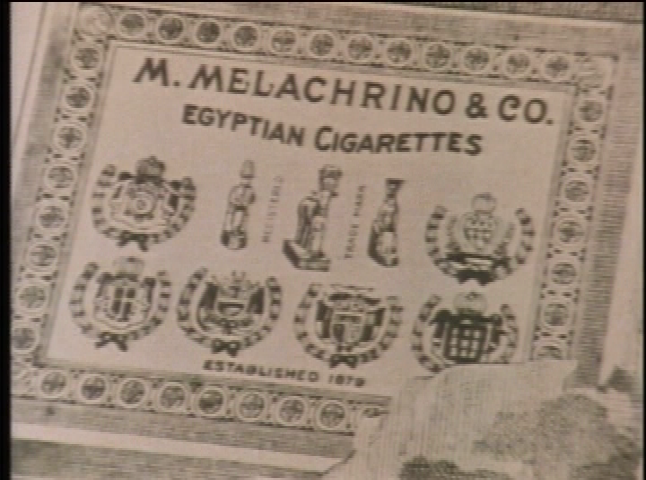 M. MELACHRINO & CO.
EGYPTIAN CIGARETTES
REGISTERED
TRADE MARK
ESTABLISHED 1879